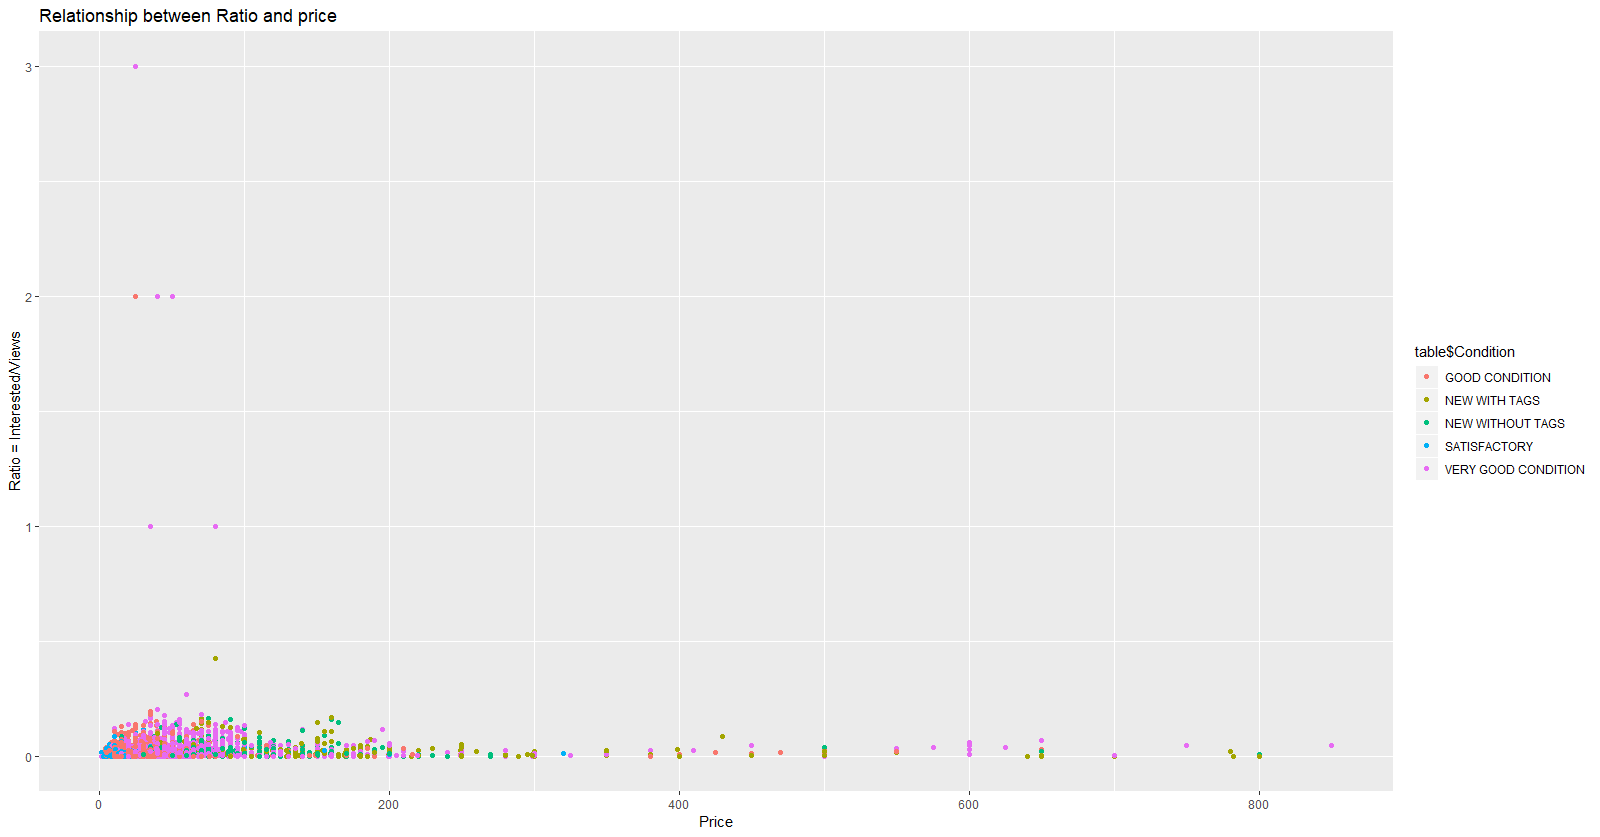 Relationship between Ratio and price
3
2
1
0
Ratio = Interested/Views
0 200 400 600 800
Price
table$Condition
GOOD CONDITION
NEW WITH TAGS
NEW WITHOUT TAGS
SATISFACTORY
VERY GOOD CONDITION